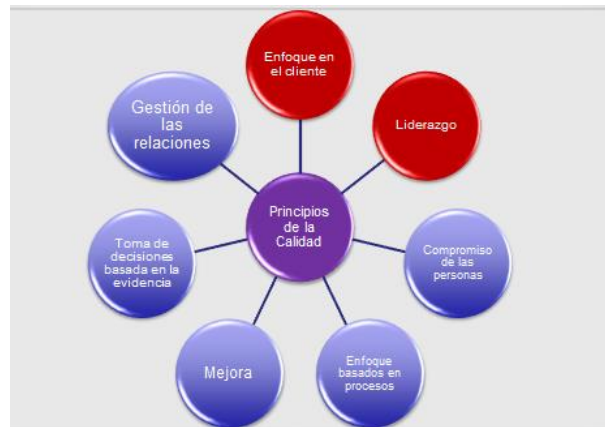 Enfoque en
el cliente
Liderazgo
Compromiso
de las
personas
Enfoque
basados en
procesos
Mejora
Toma de
decisiones
basada en la
evidencia
Gestión de
las
relaciones
Principios
de la
Calidad